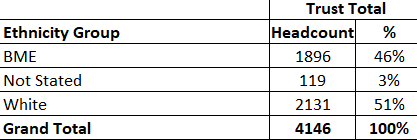 Trust Total
Ethnicity Group Headcount %
BME 1896 46%
Not Stated 119 3%
White 2131 51%
Grand Total 4146 100%